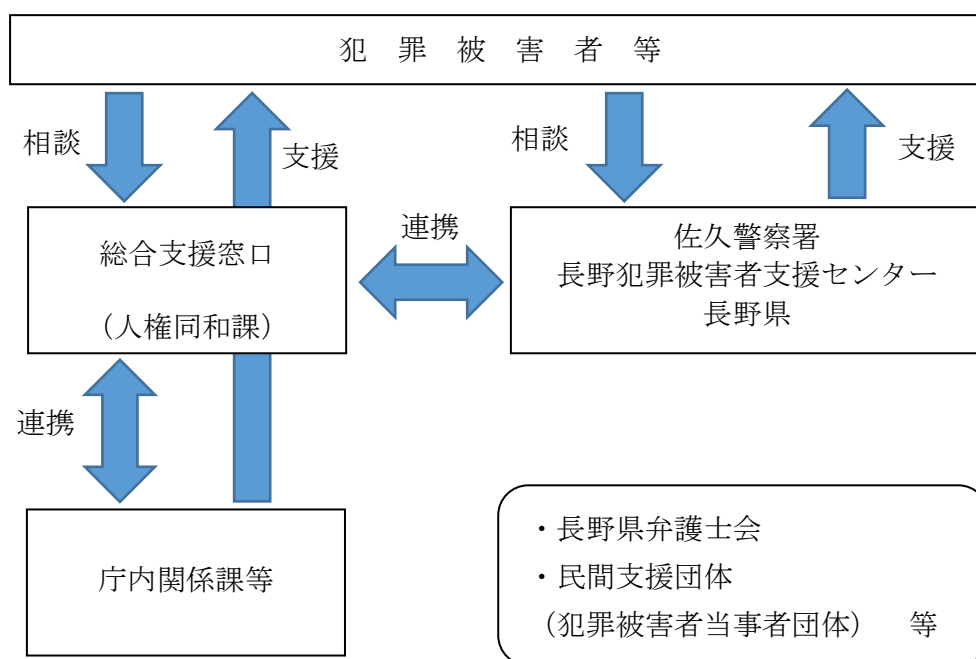 犯 罪 被 害 者 等
相談
支援
相談
支援
総合支援窓口
（人権同和課）
連携
佐久警察署
長野犯罪被害者支援センター
長野県
連携
庁内関係課等
・長野県弁護士会
・民間支援団体
（犯罪被害者当事者団体）　等